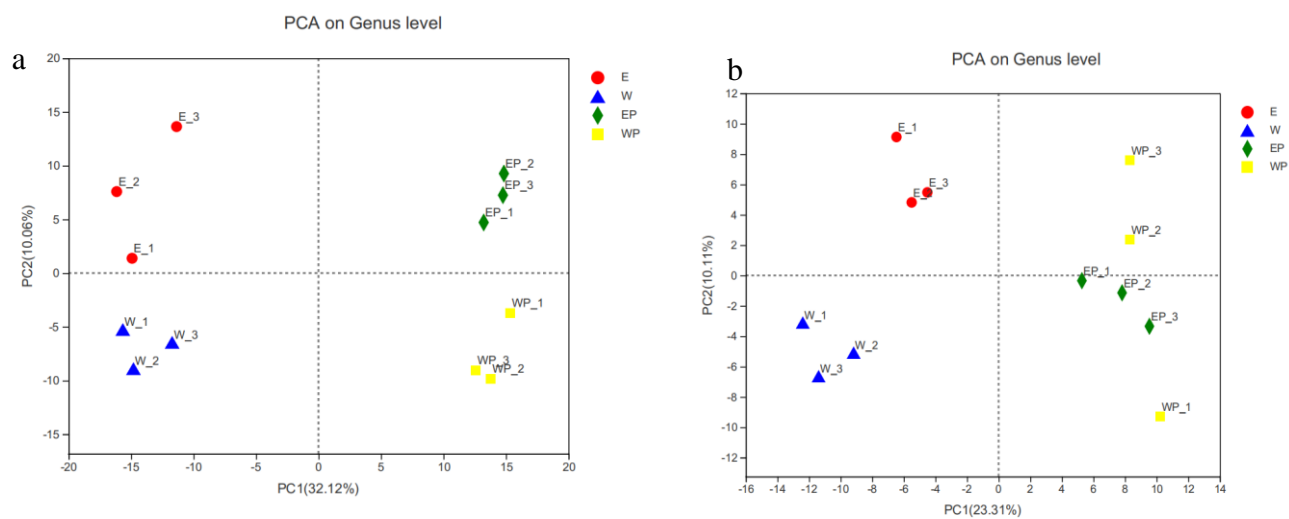 a
PCA on Genus level
20
15
10
5
0
-5
-10
-15
-20
-15
-10
-5
0
5
10
15
20
PC2(10.06%)
PC1(32.12%)
E_3
E_2
E_1
W_1
W_3
W_2
EP_2
EP_3
EP_1
WP_1
WP_3
WP_2
E
W
EP
WP
b
PCA on Genus level
12
10
8
6
4
2
0
-2
-4
-6
-8
-10
-12
-16
-14
-12
-10
-8
-6
-4
-2
0
2
4
6
8
10
12
14
PC2(10.11%)
PC1(23.31%)
E_1
E_3
W_1
W_2
W_3
WP_3
WP_2
EP_1
EP_2
EP_3
WP_1
E
W
EP
WP